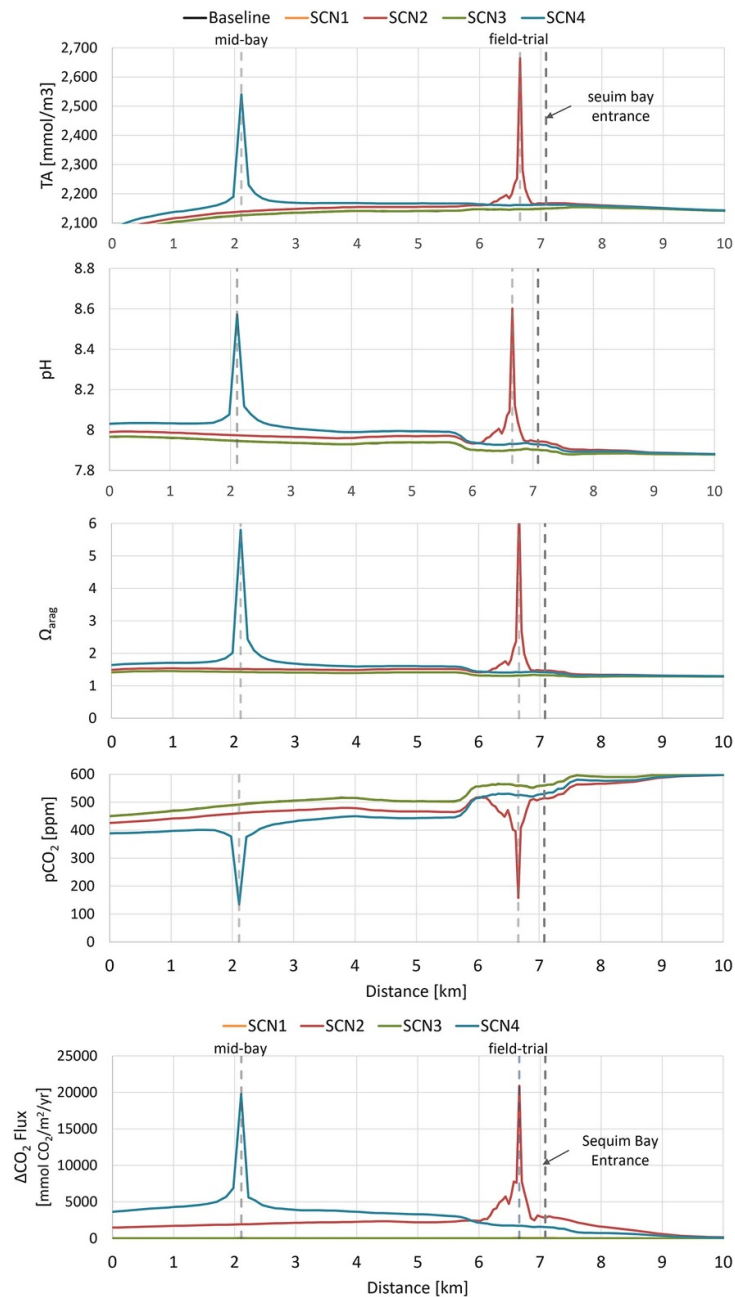 Baseline SCN1 SCN2 SCN3 SCN4
mid-bay field-trial
2,700
2,600
2,500
2,400
2,300
2,200
2,100
TA [mmol/m3]
seuim bay
entrance
0 1 2 3 4 5 6 7 8 9 10
8.8
8.6
8.4
8.2
8
7.8
pH
0 1 2 3 4 5 6 7 8 9 10
6
5
4
3
2
1
0
Ωarag
0 1 2 3 4 5 6 7 8 9 10
600
500
400
300
200
100
0
pCO₂ [ppm]
0 1 2 3 4 5 6 7 8 9 10
Distance [km]
SCN1 SCN2 SCN3 SCN4
mid-bay field-trial
25000
20000
15000
10000
5000
0
ΔCO₂ Flux
[mmol CO₂/m²/yr]
Sequim Bay
Entrance
0 1 2 3 4 5 6 7 8 9 10
Distance [km]